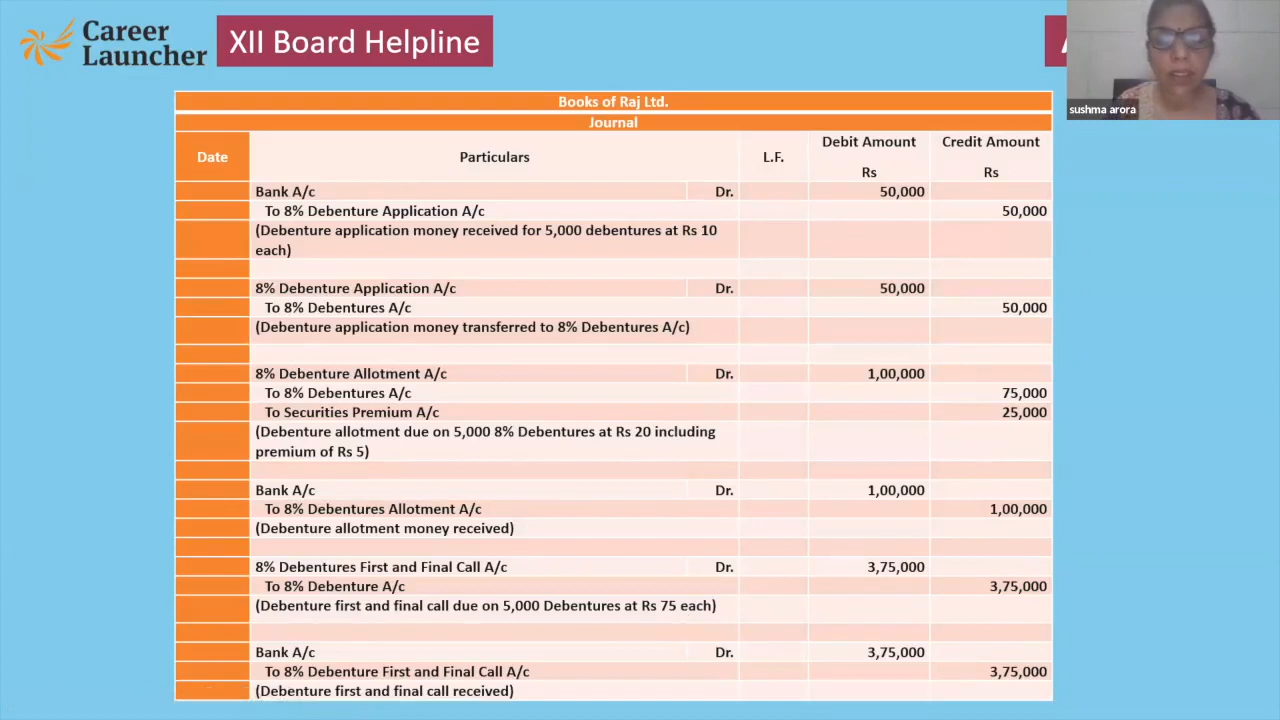 Career
Launcher
XII Board Helpline
sushma arora
Books of Raj Ltd.
Journal
Date Particulars L.F. Debit Amount Rs Credit Amount Rs
Bank A/c Dr. 50,000
To 8% Debenture Application A/c 50,000
(Debenture application money received for 5,000 debentures at Rs 10
each)
8% Debenture Application A/c Dr. 50,000
To 8% Debentures A/c 50,000
(Debenture application money transferred to 8% Debentures A/c)
8% Debenture Allotment A/c Dr. 1,00,000
To 8% Debentures A/c 75,000
To Securities Premium A/c 25,000
(Debenture allotment due on 5,000 8% Debentures at Rs 20 including
premium of Rs 5)
Bank A/c Dr. 1,00,000
To 8% Debentures Allotment A/c 1,00,000
(Debenture allotment money received)
8% Debentures First and Final Call A/c Dr. 3,75,000
To 8% Debenture A/c 3,75,000
(Debenture first and final call due on 5,000 Debentures at Rs 75 each)
Bank A/c Dr. 3,75,000
To 8% Debenture First and Final Call A/c 3,75,000
(Debenture first and final call received)